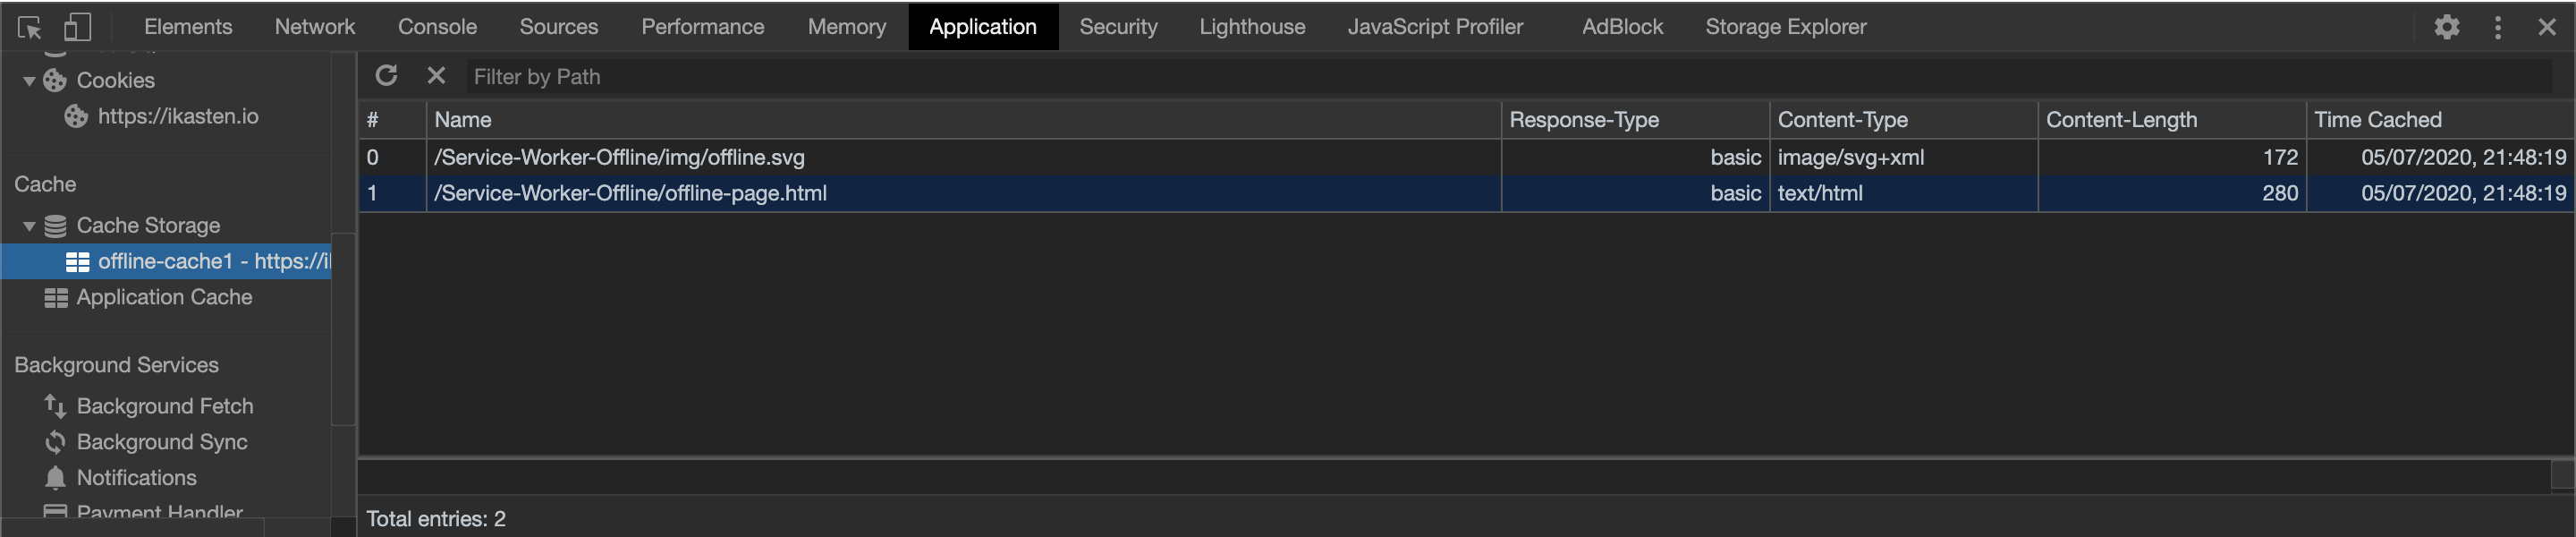 Elements Network Console Sources Performance Memory Application Security Lighthouse JavaScript Profiler AdBlock Storage Explorer
Cookies
https://ikasten.io
Cache
Cache Storage
offline-cache1 - https://i
Application Cache
Background Services
Background Fetch
Background Sync
Notifications
Payment Handler
Filter by Path
# Name Response-Type Content-Type Content-Length Time Cached
0 /Service-Worker-Offline/img/offline.svg basic image/svg+xml 172 05/07/2020, 21:48:19
1 /Service-Worker-Offline/offline-page.html basic text/html 280 05/07/2020, 21:48:19
Total entries: 2